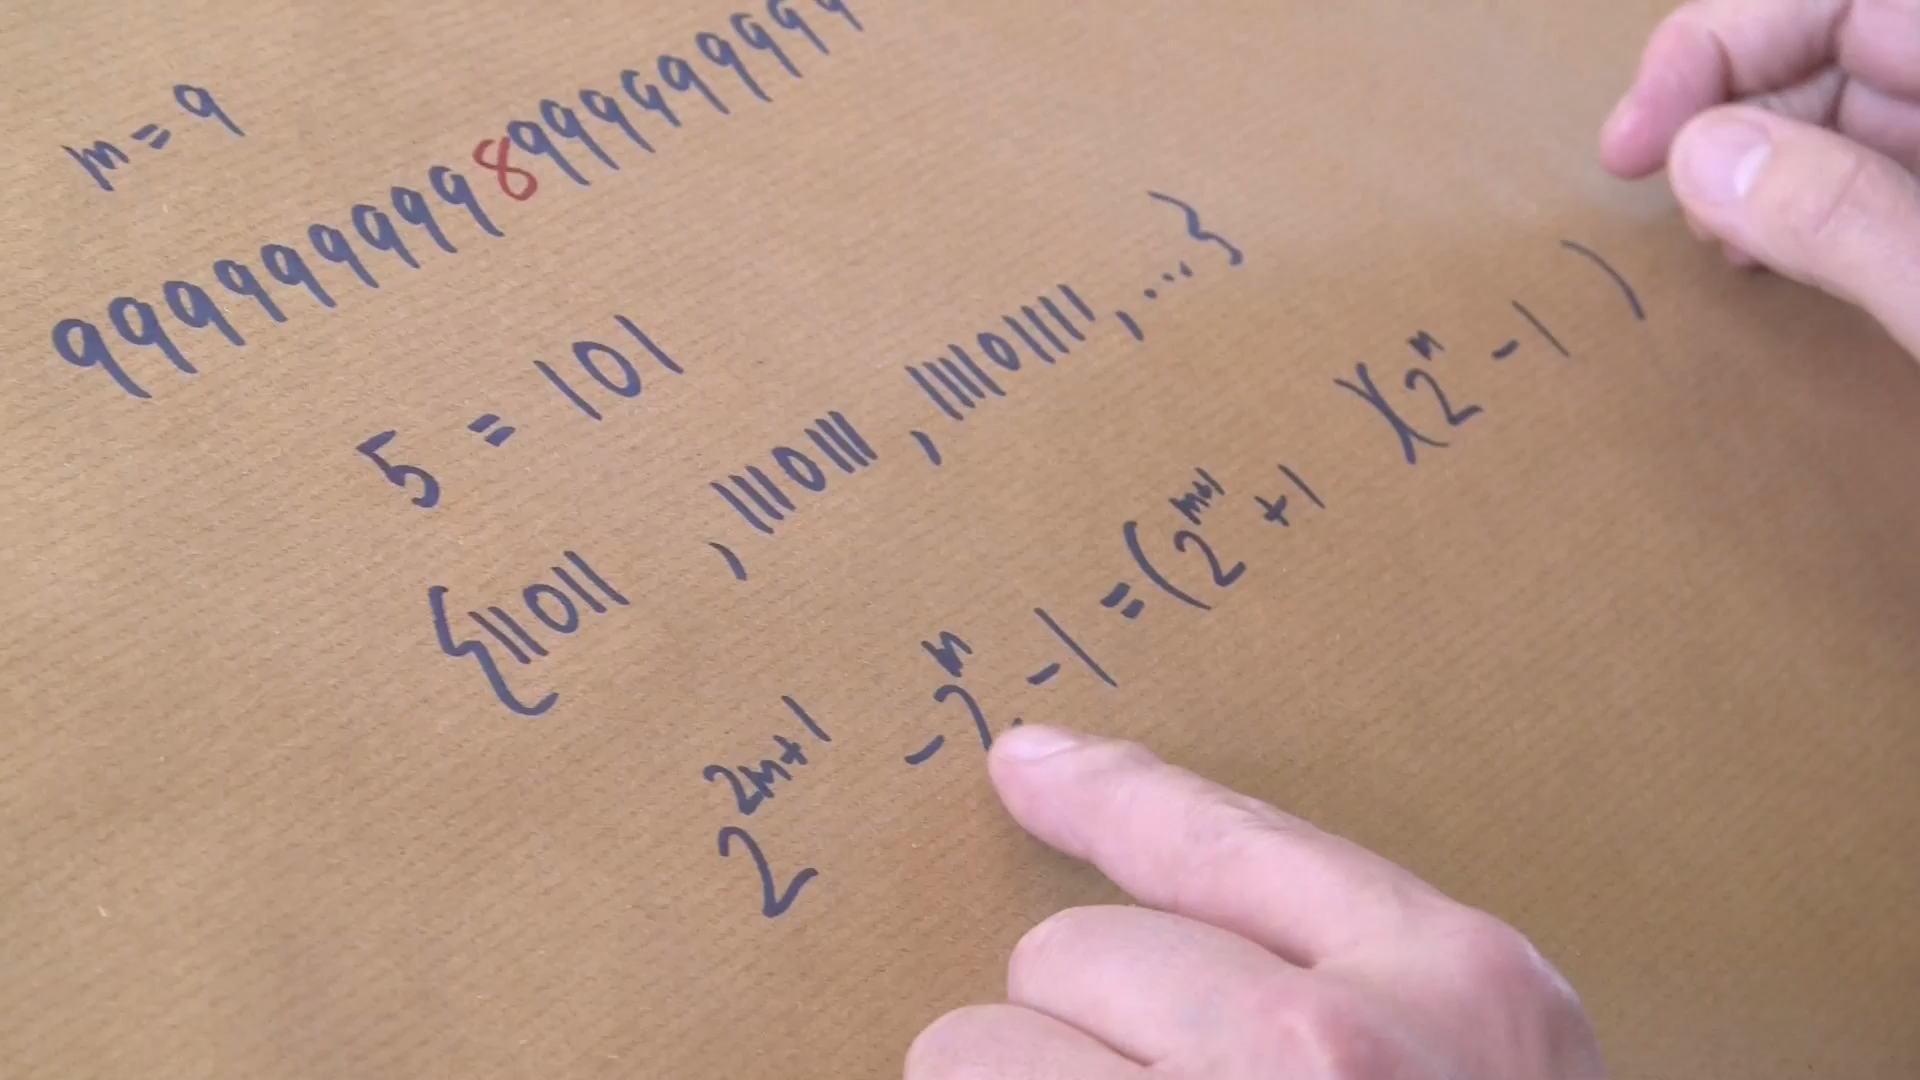 m = 9
9999999998999999999
5 = 101
{11011, 1110111, 111101111, ...}
2^{2m+1} - 2^m - 1 = (2^{m+1} + 1)(2^m - 1)